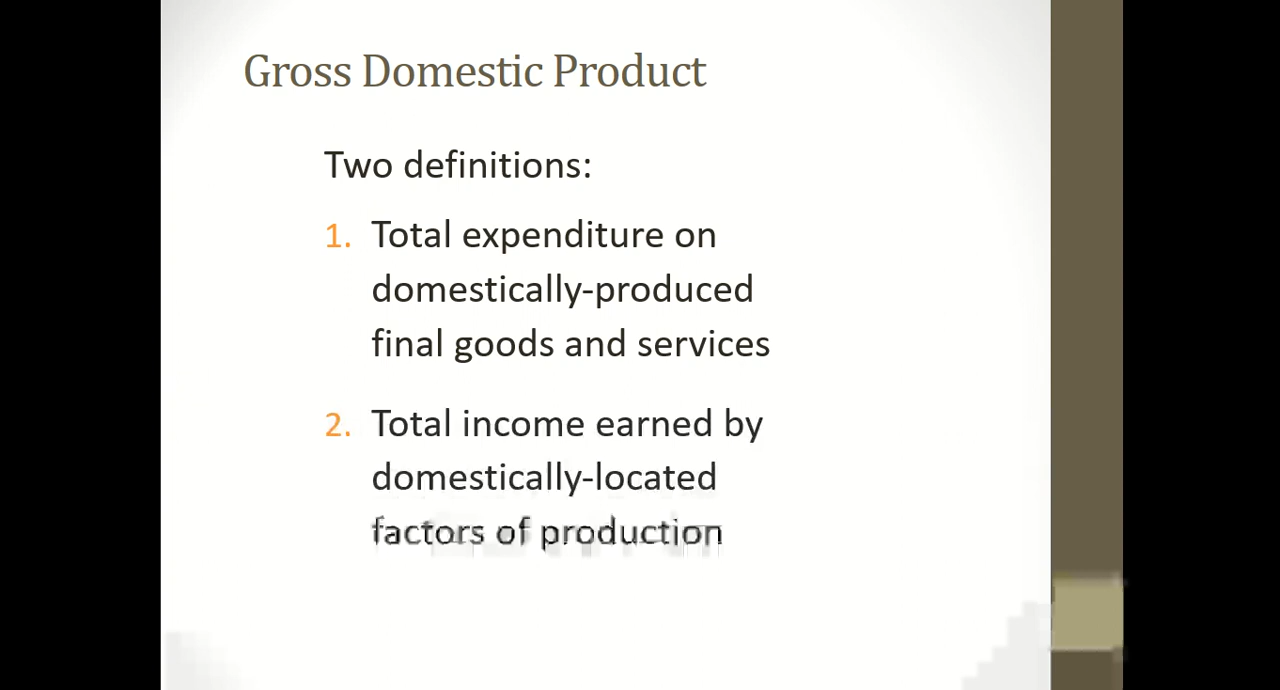 Gross Domestic Product
Two definitions:
1. Total expenditure on
domestically-produced
final goods and services
2. Total income earned by
domestically-located
factors of production